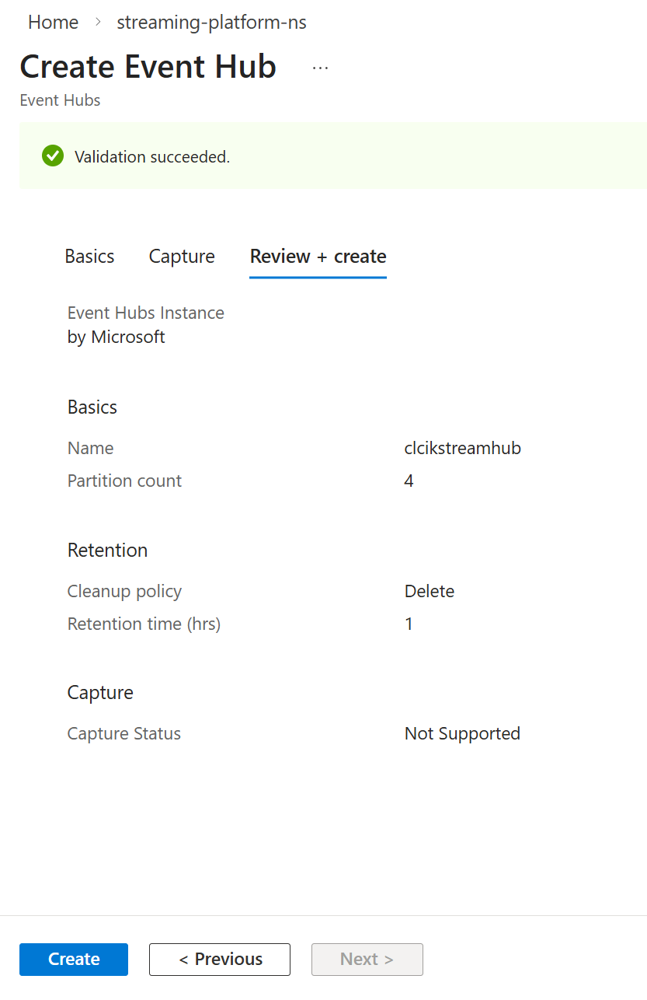 Home > streaming-platform-ns
Create Event Hub ...
Event Hubs
Validation succeeded.
Basics Capture Review + create
Event Hubs Instance
by Microsoft
Basics
Name clcikstreamhub
Partition count 4
Retention
Cleanup policy Delete
Retention time (hrs) 1
Capture
Capture Status Not Supported
Create < Previous Next >